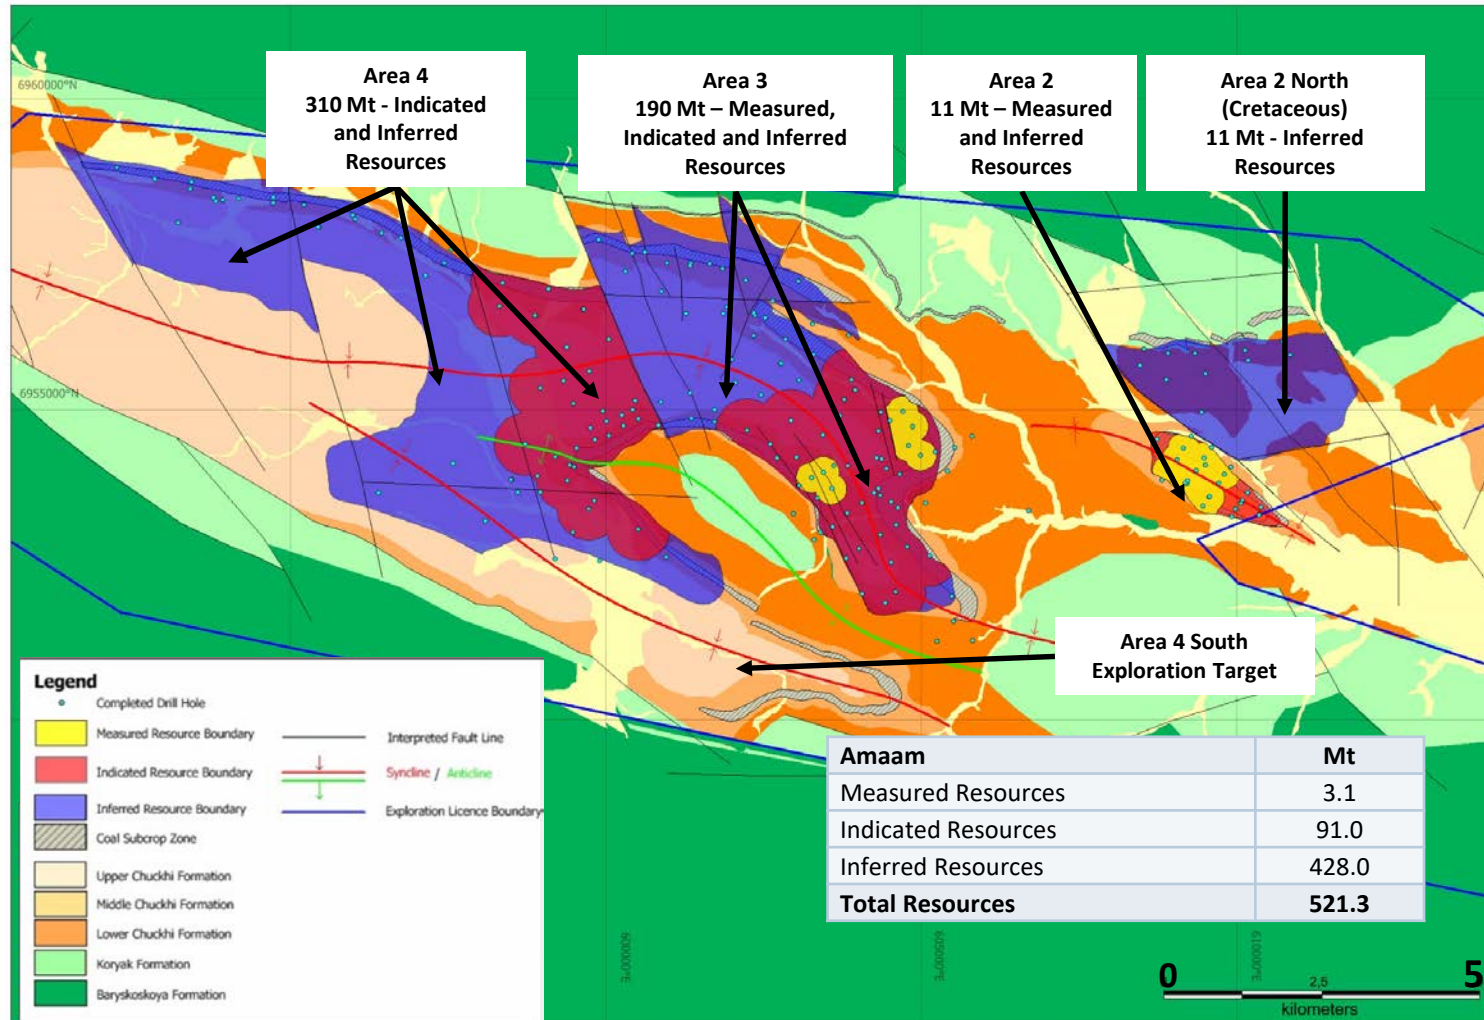 6960000°N
6955000°N
Area 4
310 Mt - Indicated
and Inferred
Resources
Area 3
190 Mt – Measured,
Indicated and Inferred
Resources
Area 2
11 Mt – Measured
and Inferred
Resources
Area 2 North
(Cretaceous)
11 Mt - Inferred
Resources
Area 4 South
Exploration Target
Legend
Completed Drill Hole
Measured Resource Boundary
Indicated Resource Boundary
Inferred Resource Boundary
Coal Subcrop Zone
Upper Chuckhi Formation
Middle Chuckhi Formation
Lower Chuckhi Formation
Koryak Formation
Baryskoskoya Formation
Interpreted Fault Line
Syncline / Anticline
Exploration Licence Boundary
Amaam Mt
Measured Resources 3.1
Indicated Resources 91.0
Inferred Resources 428.0
Total Resources 521.3
600000°E
605000°E
610000°E
0 2,5 5
kilometers